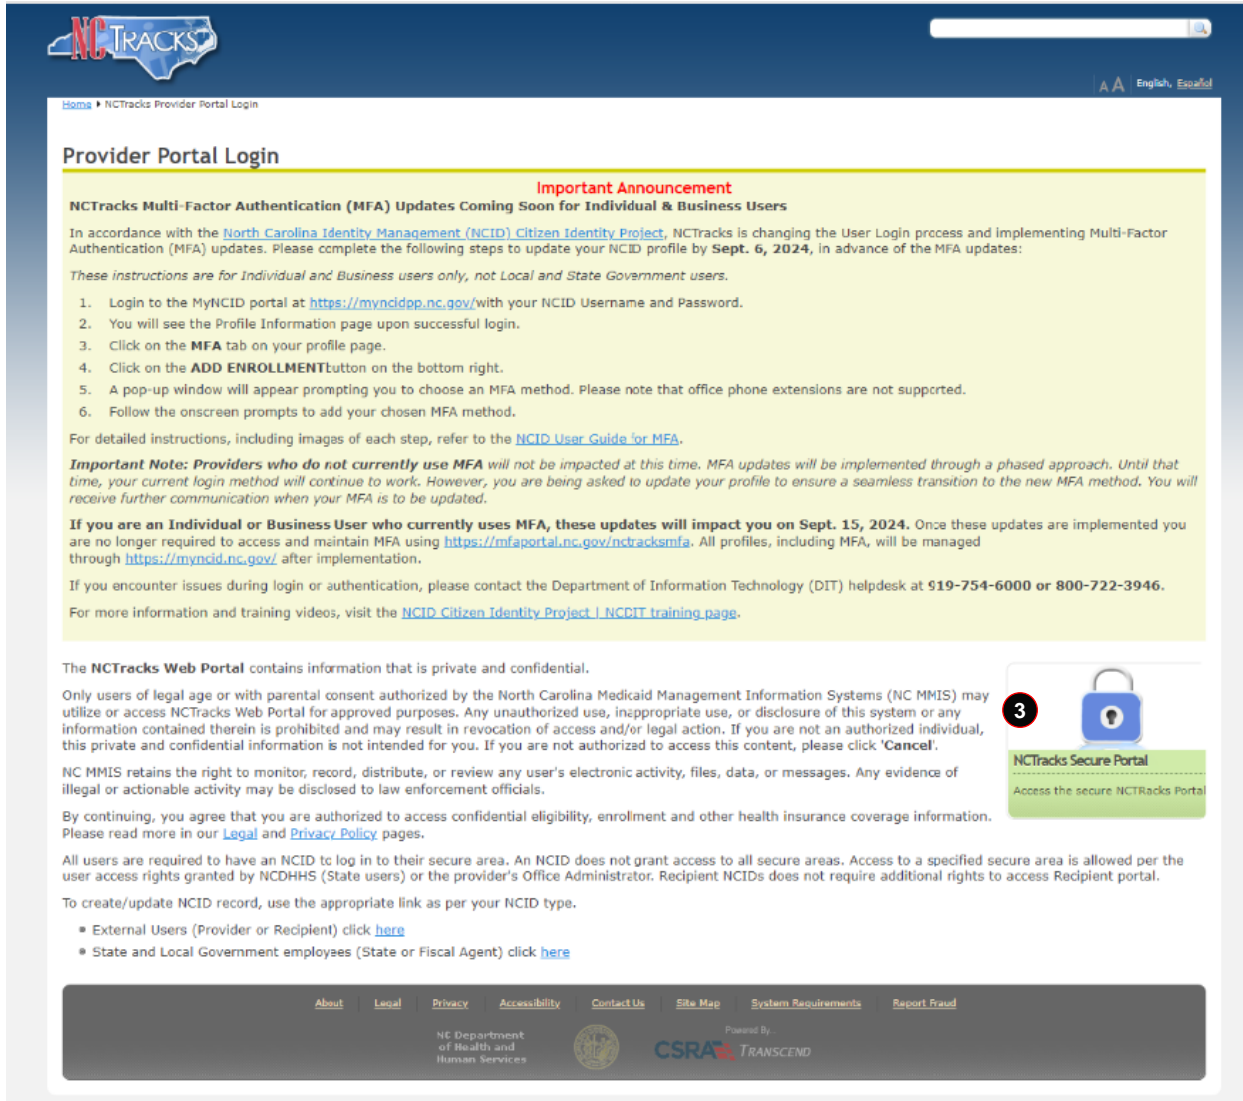 NC TRACKS
A A English, Español
Home ▸ NCTracks Provider Portal Login
Provider Portal Login
Important Announcement
NCTracks Multi-Factor Authentication (MFA) Updates Coming Soon for Individual & Business Users
In accordance with the North Carolina Identity Management (NCID) Citizen Identity Project, NCTracks is changing the User Login process and implementing Multi-Factor
Authentication (MFA) updates. Please complete the following steps to update your NCID profile by Sept. 6, 2024, in advance of the MFA updates:
These instructions are for Individual and Business users only, not Local and State Government users.
1. Login to the MyNCID portal at https://myncidpp.nc.gov/with your NCID Username and Password.
2. You will see the Profile Information page upon successful login.
3. Click on the MFA tab on your profile page.
4. Click on the ADD ENROLLMENTbutton on the bottom right.
5. A pop-up window will appear prompting you to choose an MFA method. Please note that office phone extensions are not supported.
6. Follow the onscreen prompts to add your chosen MFA method.
For detailed instructions, including images of each step, refer to the NCID User Guide for MFA.
Important Note: Providers who do not currently use MFA will not be impacted at this time. MFA updates will be implemented through a phased approach. Until that
time, your current login method will continue to work. However, you are being asked to update your profile to ensure a seamless transition to the new MFA method. You will
receive further communication when your MFA is to be updated.
If you are an Individual or Business User who currently uses MFA, these updates will impact you on Sept. 15, 2024. Once these updates are implemented you
are no longer required to access and maintain MFA using https://mfaportal.nc.gov/nctracksmfa. All profiles, including MFA, will be managed
through https://myncid.nc.gov/ after implementation.
If you encounter issues during login or authentication, please contact the Department of Information Technology (DIT) helpdesk at 919-754-6000 or 800-722-3946.
For more information and training videos, visit the NCID Citizen Identity Project | NCDIT training page.
The NCTracks Web Portal contains information that is private and confidential.
Only users of legal age or with parental consent authorized by the North Carolina Medicaid Management Information Systems (NC MMIS) may
utilize or access NCTracks Web Portal for approved purposes. Any unauthorized use, inappropriate use, or disclosure of this system or any
information contained therein is prohibited and may result in revocation of access and/or legal action. If you are not an authorized individual,
this private and confidential information is not intended for you. If you are not authorized to access this content, please click 'Cancel'.
NC MMIS retains the right to monitor, record, distribute, or review any user's electronic activity, files, data, or messages. Any evidence of
illegal or actionable activity may be disclosed to law enforcement officials.
By continuing, you agree that you are authorized to access confidential eligibility, enrollment and other health insurance coverage information.
Please read more in our Legal and Privacy Policy pages.
3
NCTracks Secure Portal
Access the secure NCTRacks Portal
All users are required to have an NCID to log in to their secure area. An NCID does not grant access to all secure areas. Access to a specified secure area is allowed per the
user access rights granted by NCDHHS (State users) or the provider's Office Administrator. Recipient NCIDs does not require additional rights to access Recipient portal.
To create/update NCID record, use the appropriate link as per your NCID type.
External Users (Provider or Recipient) click here
State and Local Government employees (State or Fiscal Agent) click here
About Legal Privacy Accessibility Contact Us Site Map System Requirements Report Fraud
NC Department
of Health and
Human Services
Powered By...
CSRA TRANSCEND